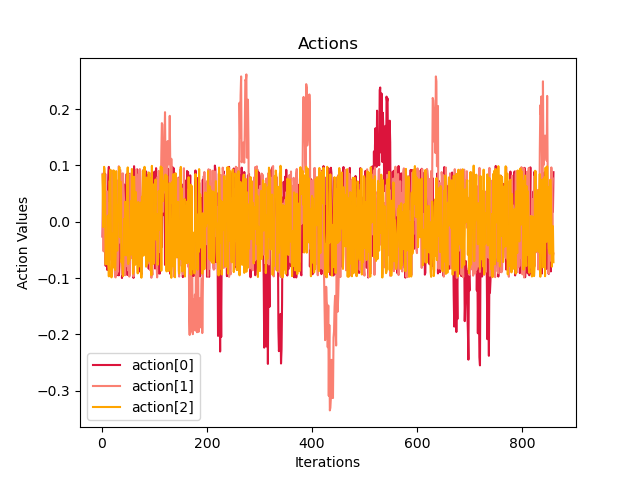 Actions
Action Values
0.2
0.1
0.0
−0.1
−0.2
−0.3
action[0]
action[1]
action[2]
0 200 400 600 800
Iterations